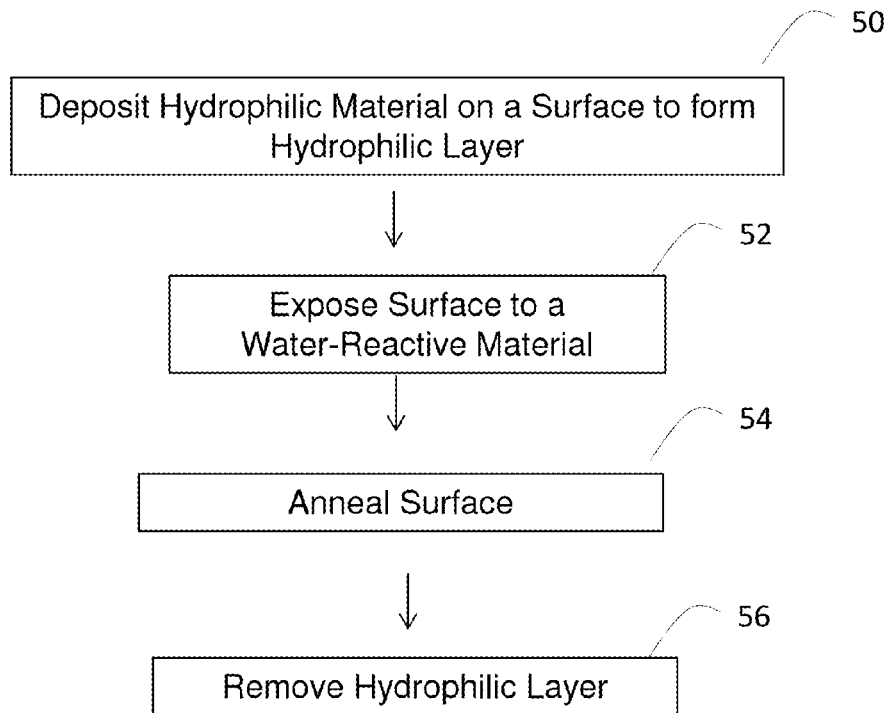 50
Deposit Hydrophilic Material on a Surface to form
Hydrophilic Layer
52
Expose Surface to a
Water-Reactive Material
54
Anneal Surface
56
Remove Hydrophilic Layer